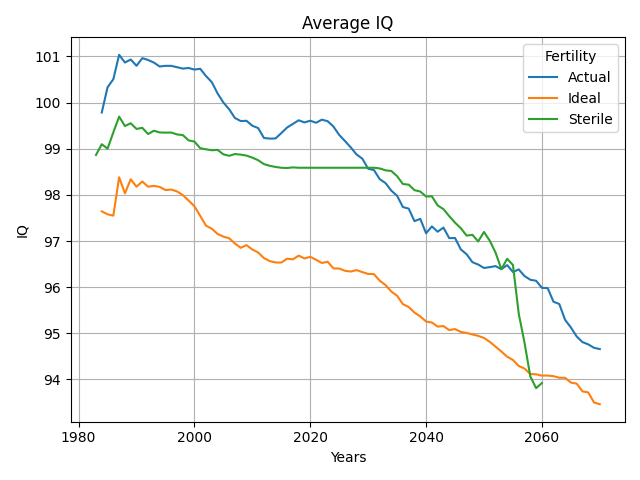 Average IQ
Fertility
Actual
Ideal
Sterile
IQ
101
100
99
98
97
96
95
94
1980
2000
2020
2040
2060
Years